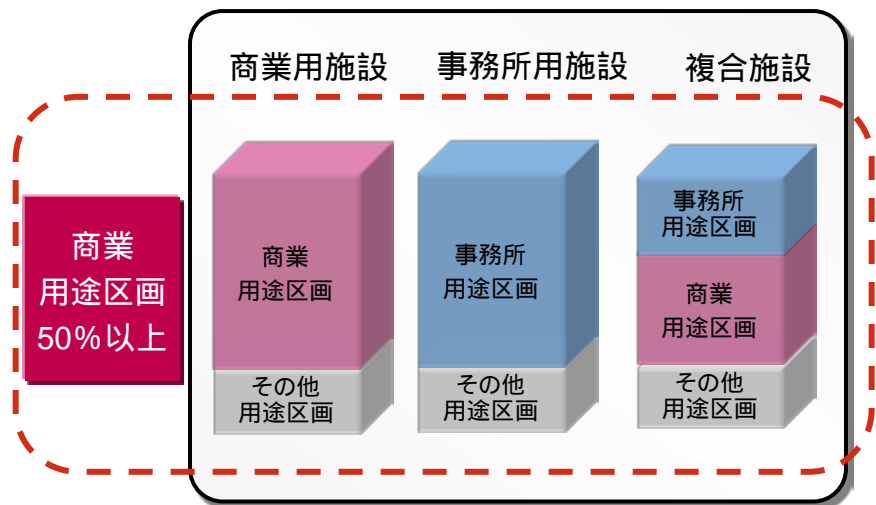 商業用施設
事務所用施設
複合施設
商業
用途区画
50%以上
商業
用途区画
その他
用途区画
事務所
用途区画
その他
用途区画
事務所
用途区画
商業
用途区画
その他
用途区画